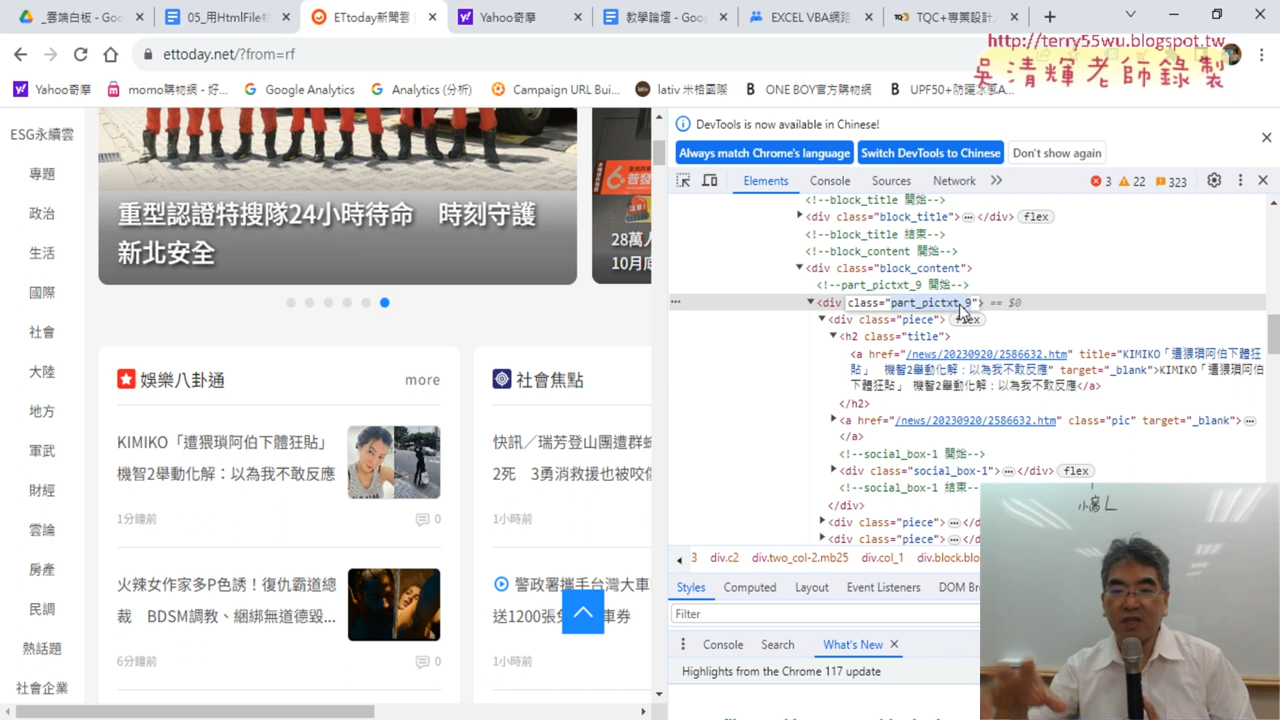 _雲端白板 - Goo
05_用HtmlFile物
ETtoday新聞雲
Yahoo奇摩
教學論壇 - Goog
EXCEL VBA網路
TQC+專業設計人
ettoday.net/?from=rf
http://terry55wu.blogspot.tw
吳清輝老師錄製
Yahoo奇摩
momo購物網 - 好...
Google Analytics
Analytics (分析)
Campaign URL Bui...
lativ 米格國際
ONE BOY官方購物網
UPF50+防曬冰感A...
ESG永續雲
專題
政治
生活
國際
社會
大陸
地方
軍武
財經
雲論
房產
民調
熱話題
社會企業
重型認證特搜隊24小時待命 時刻守護
新北安全
28萬人
10月底
娛樂八卦通
more
KIMIKO「遭猥瑣阿伯下體狂貼」
機智2舉動化解：以為我不敢反應
1分鐘前
0
火辣女作家多P色誘！復仇霸道總
裁 BDSM調教、綑綁無道德毀...
6分鐘前
0
社會焦點
快訊／瑞芳登山團遭群蜂
2死 3勇消救援也被咬傷
1小時前
警政署攜手台灣大車
送1200張免 車券
1小時前
DevTools is now available in Chinese!
Always match Chrome's language
Switch DevTools to Chinese
Don't show again
Elements
Console
Sources
Network
3
22
323
<!--block_title 開始-->
<div class="block_title"> </div>
flex
<!--block_title 結束-->
<!--block_content 開始-->
<div class="block_content">
<!--part_pictxt_9 開始-->
<div class="part_pictxt_9"> == $0
<div class="piece"> flex
<h2 class="title">
<a href="/news/20230920/2586632.htm" title="KIMIKO「遭猥瑣阿伯下體狂
貼」 機智2舉動化解：以為我不敢反應" target="_blank">KIMIKO「遭猥瑣阿伯
下體狂貼」 機智2舉動化解：以為我不敢反應</a>
</h2>
<a href="/news/20230920/2586632.htm" class="pic" target="_blank">
</a>
<!--social_box-1 開始-->
<div class="social_box-1"> </div>
flex
<!--social_box-1 結束--
</div>
<div class="piece"> </d
<div class="piece"> </d
3
div.c2
div.two_col-2.mb25
div.col_1
div.block.blo
Styles
Computed
Layout
Event Listeners
DOM Br
Filter
Console
Search
What's New
Highlights from the Chrome 117 update